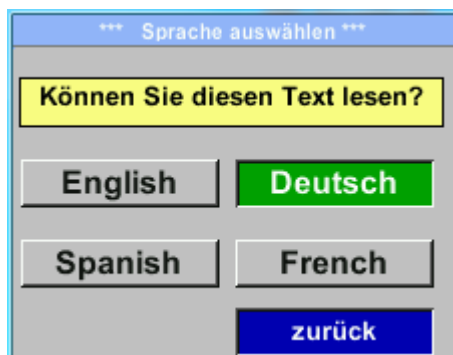 *** Sprache auswählen ***
Können Sie diesen Text lesen?
English Deutsch
Spanish French
zurück